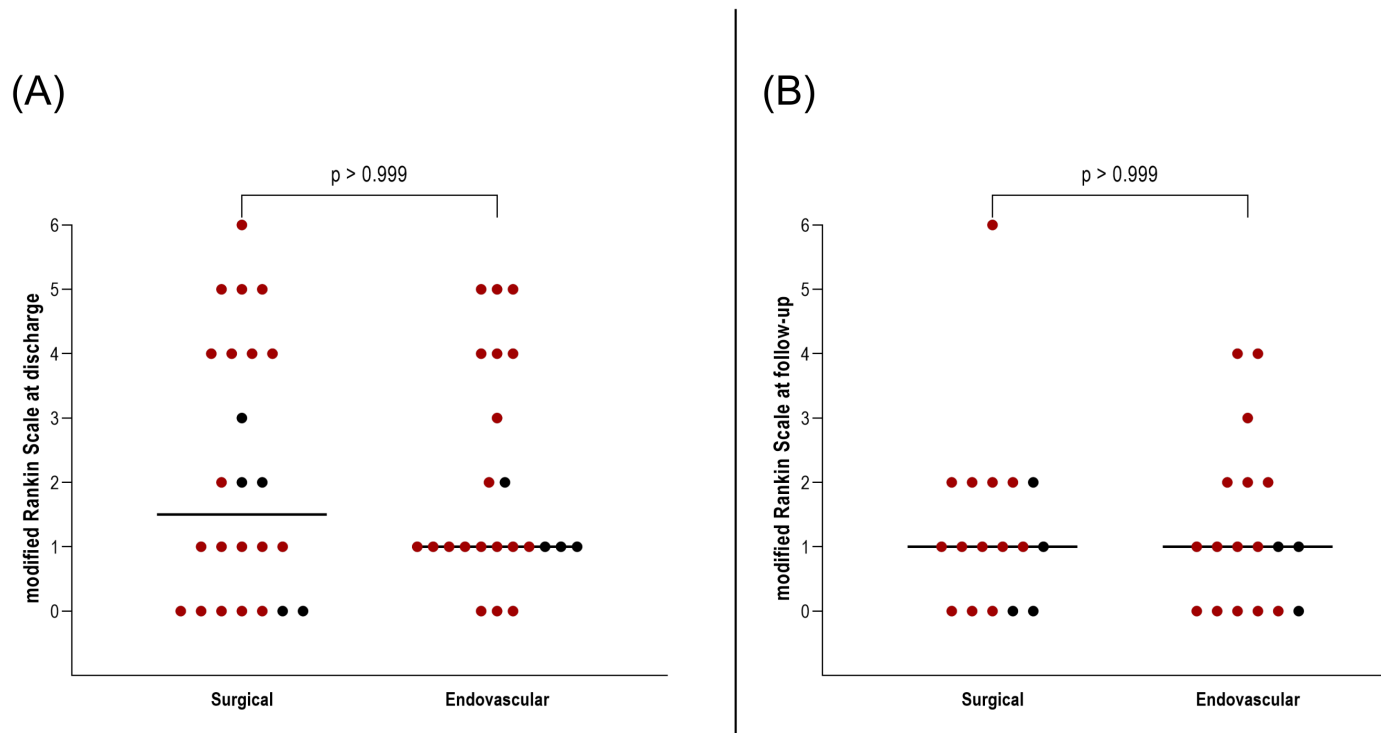 (A)
p > 0.999
modified Rankin Scale at discharge
6
5
4
3
2
1
0
Surgical
Endovascular
(B)
p > 0.999
modified Rankin Scale at follow-up
6
5
4
3
2
1
0
Surgical
Endovascular